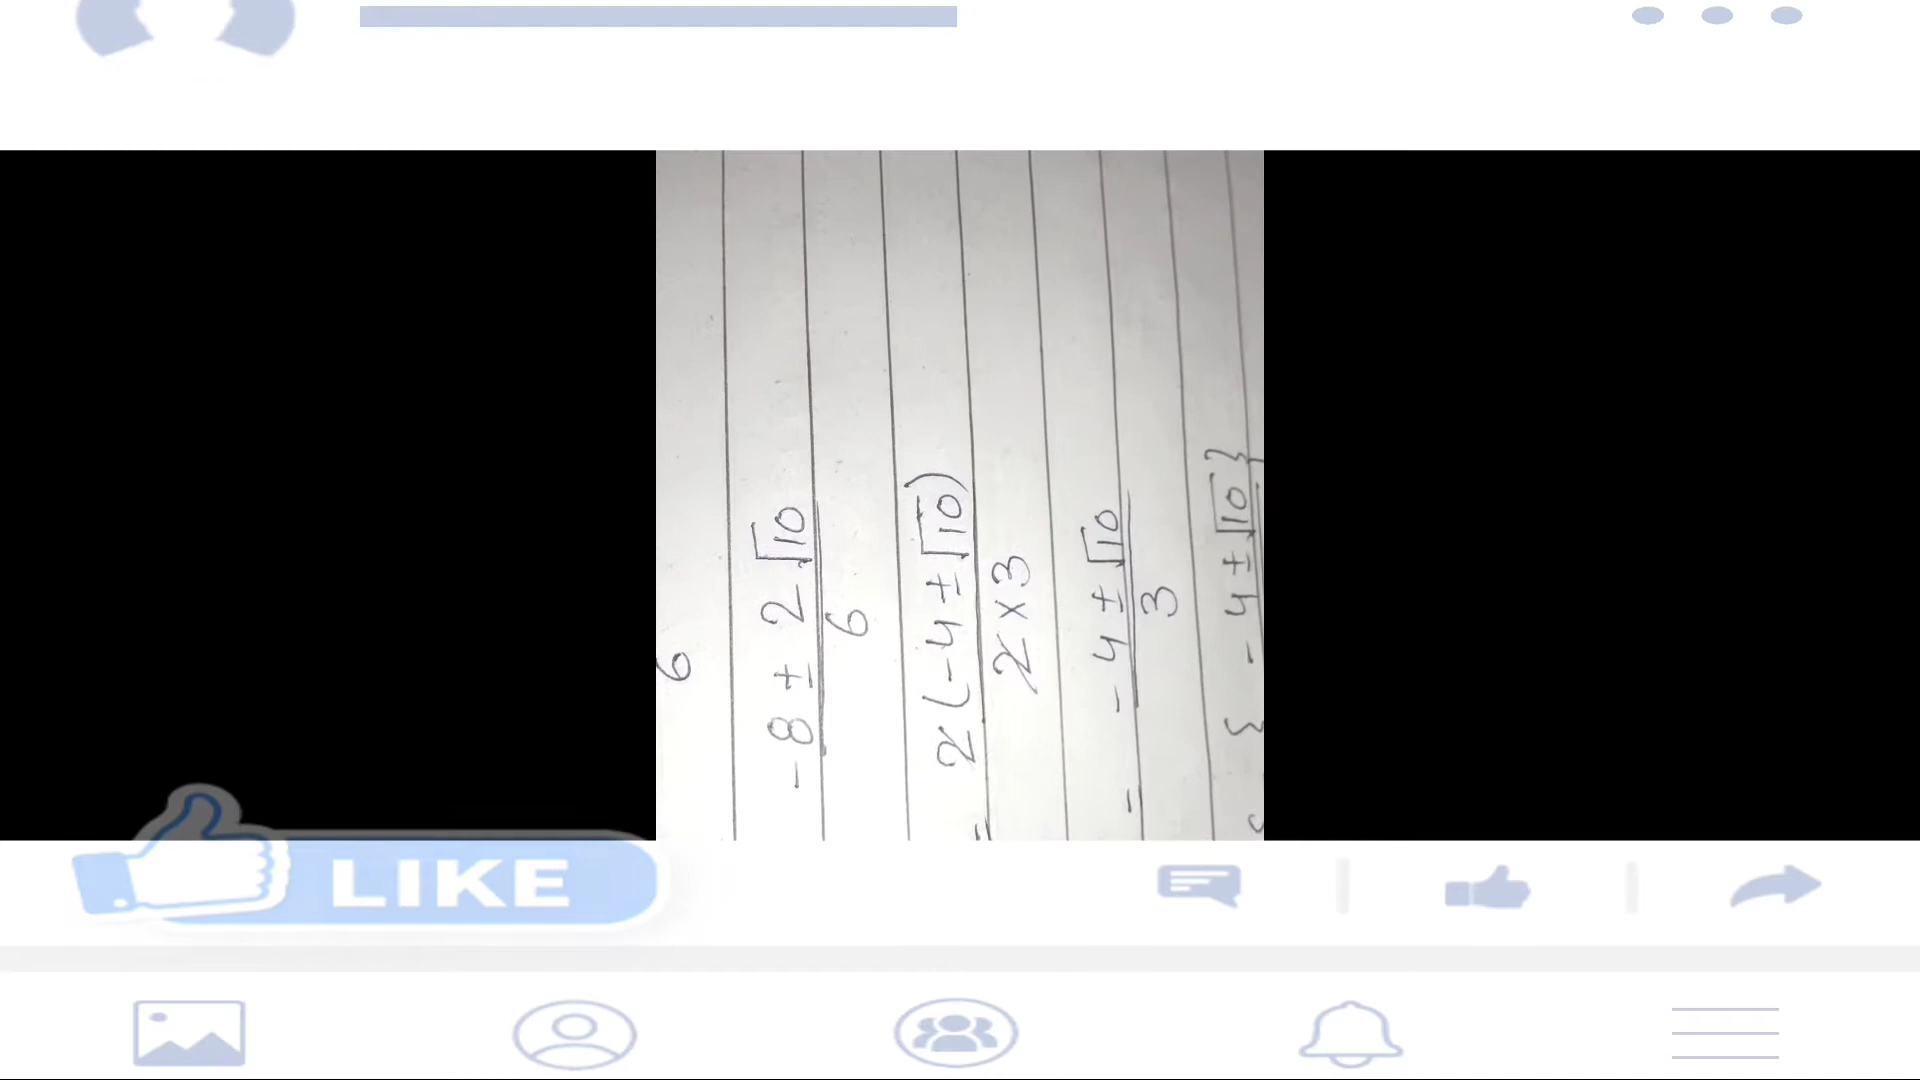 6
-8 ± 2√10
6
= 2(-4 ± √10)
2 × 3
= -4 ± √10
3
{ -4 ± √10 }
LIKE